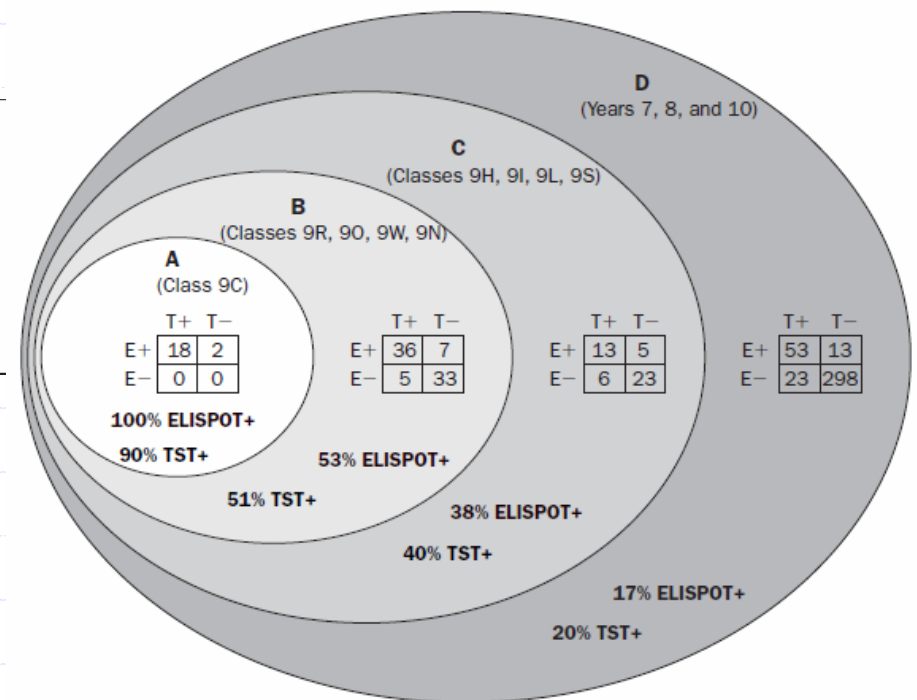 D
(Years 7, 8, and 10)
C
(Classes 9H, 9I, 9L, 9S)
B
(Classes 9R, 9O, 9W, 9N)
A
(Class 9C)
T+ T−
E+ 18 2
E− 0 0
100% ELISPOT+
90% TST+
T+ T−
E+ 36 7
E− 5 33
53% ELISPOT+
51% TST+
T+ T−
E+ 13 5
E− 6 23
38% ELISPOT+
40% TST+
T+ T−
E+ 53 13
E− 23 298
17% ELISPOT+
20% TST+